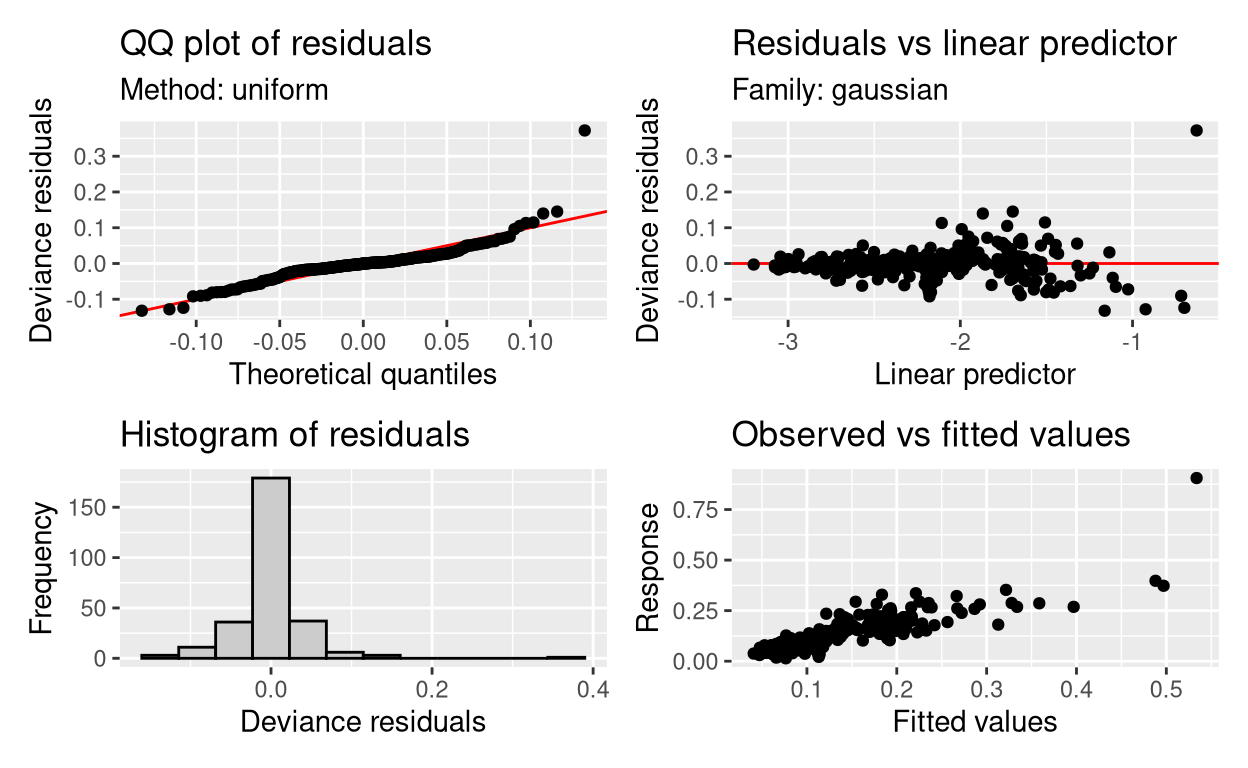 QQ plot of residuals
Method: uniform
Deviance residuals
0.3
0.2
0.1
0.0
-0.1
-0.10 -0.05 0.00 0.05 0.10
Theoretical quantiles
Residuals vs linear predictor
Family: gaussian
Deviance residuals
0.3
0.2
0.1
0.0
-0.1
-3 -2 -1
Linear predictor
Histogram of residuals
Frequency
150
100
50
0
0.0 0.2 0.4
Deviance residuals
Observed vs fitted values
Response
0.75
0.50
0.25
0.00
0.1 0.2 0.3 0.4 0.5
Fitted values